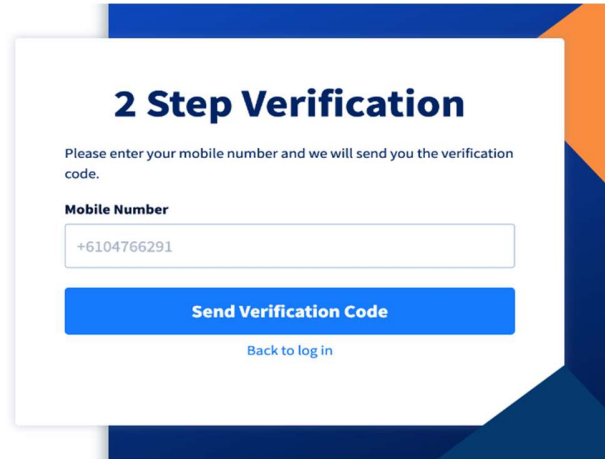 2 Step Verification
Please enter your mobile number and we will send you the verification
code.
Mobile Number
+6104766291
Send Verification Code
Back to log in